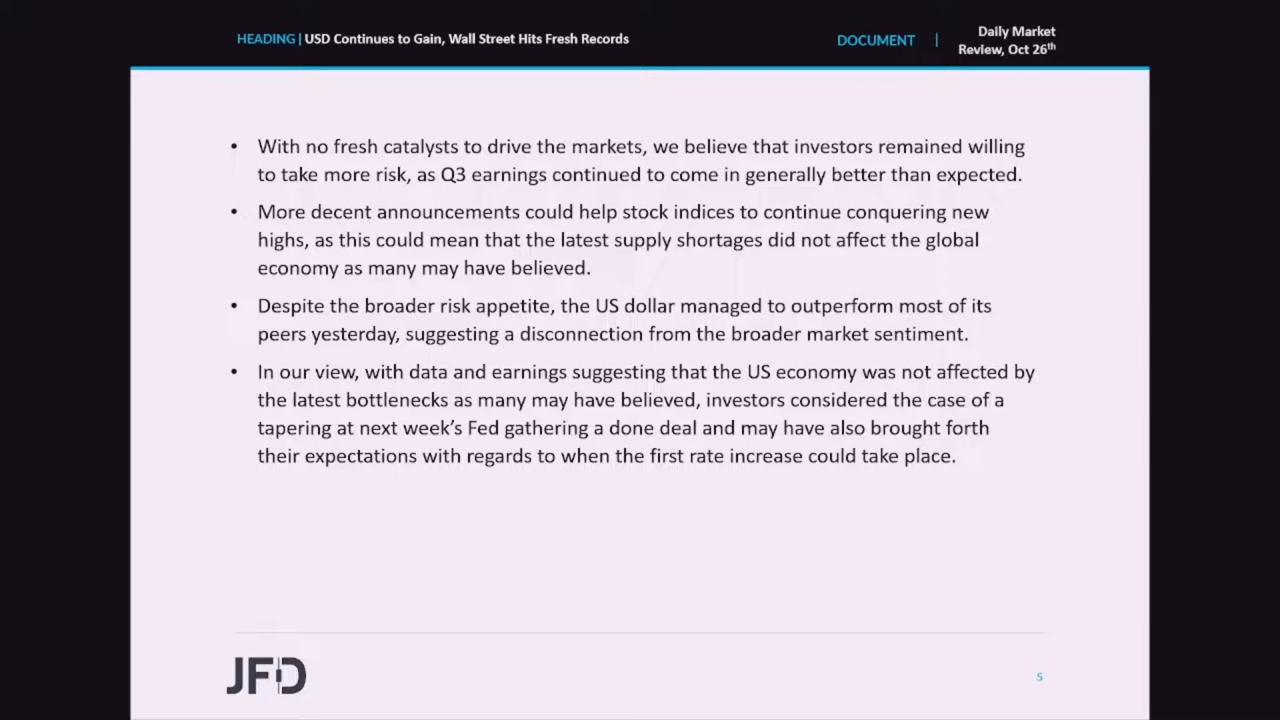 HEADING | USD Continues to Gain, Wall Street Hits Fresh Records
DOCUMENT |
Daily Market
Review, Oct 26th
• With no fresh catalysts to drive the markets, we believe that investors remained willing
to take more risk, as Q3 earnings continued to come in generally better than expected.
• More decent announcements could help stock indices to continue conquering new
highs, as this could mean that the latest supply shortages did not affect the global
economy as many may have believed.
• Despite the broader risk appetite, the US dollar managed to outperform most of its
peers yesterday, suggesting a disconnection from the broader market sentiment.
• In our view, with data and earnings suggesting that the US economy was not affected by
the latest bottlenecks as many may have believed, investors considered the case of a
tapering at next week's Fed gathering a done deal and may have also brought forth
their expectations with regards to when the first rate increase could take place.
JFD
5